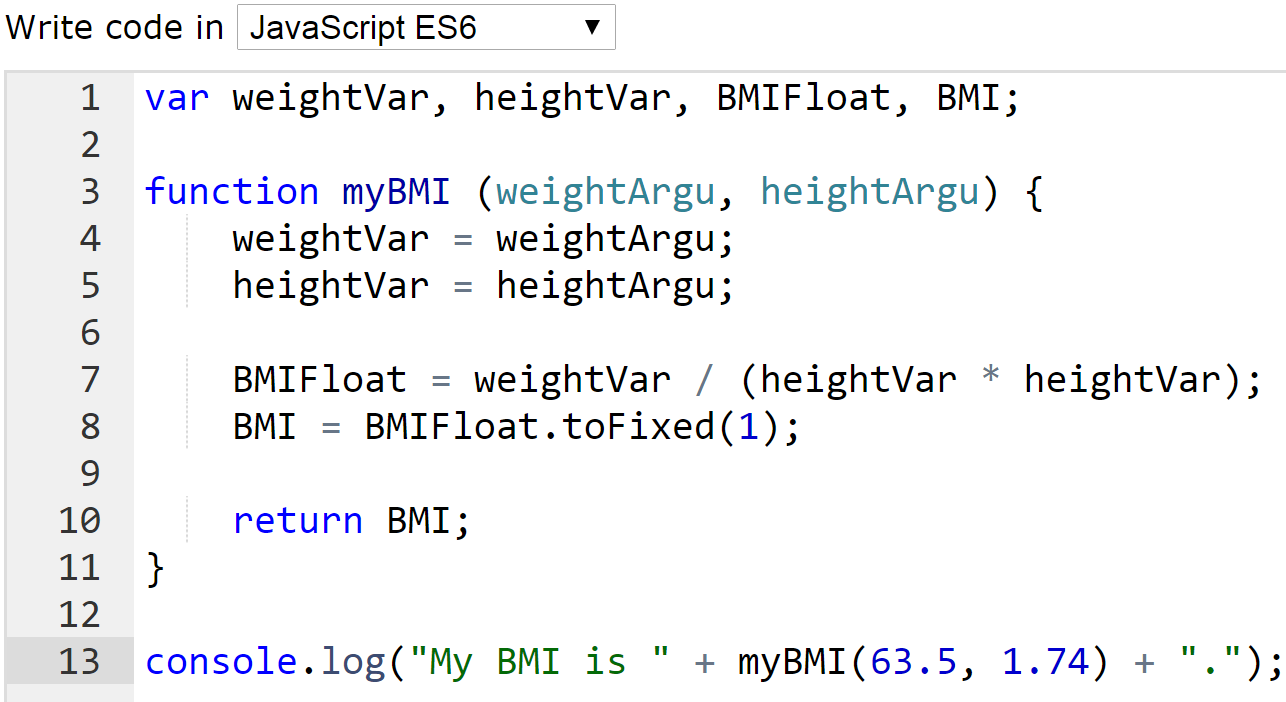 Write code in JavaScript ES6 ▼
1 var weightVar, heightVar, BMIFloat, BMI;
2
3 function myBMI (weightArgu, heightArgu) {
4     weightVar = weightArgu;
5     heightVar = heightArgu;
6
7     BMIFloat = weightVar / (heightVar * heightVar);
8     BMI = BMIFloat.toFixed(1);
9
10     return BMI;
11 }
12
13 console.log("My BMI is " + myBMI(63.5, 1.74) + ".");